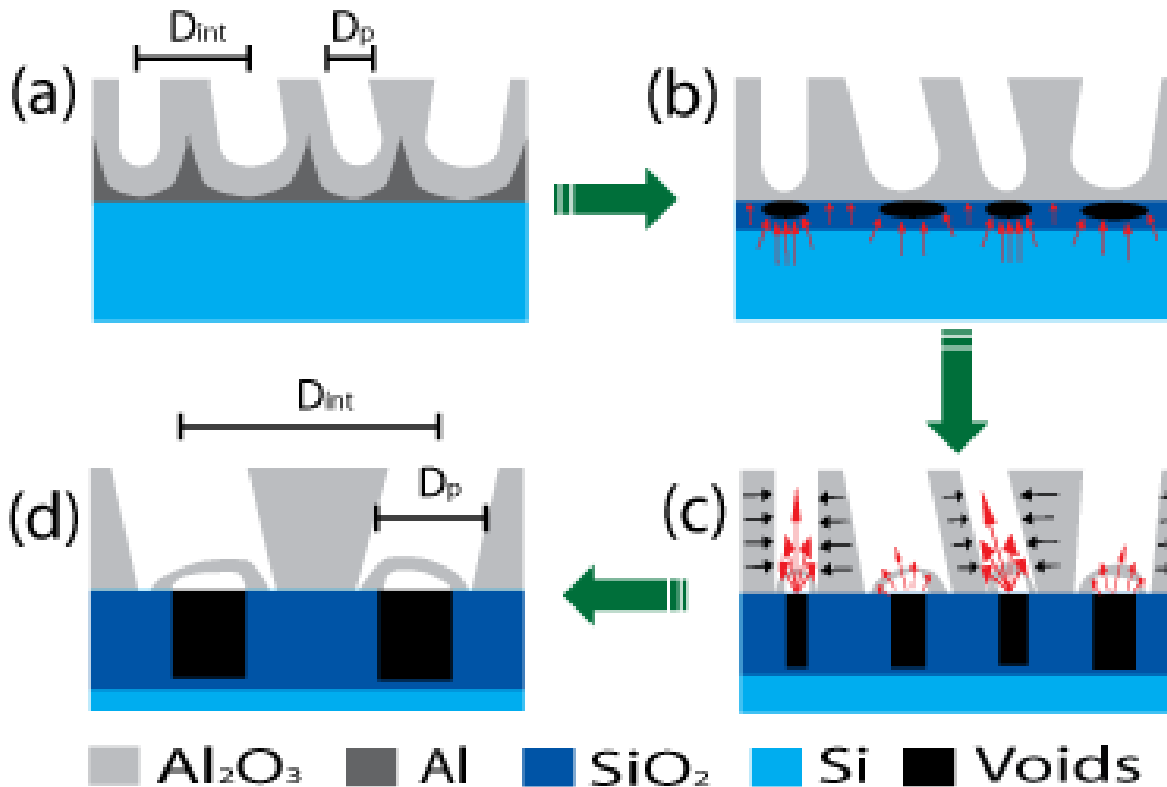 Dint
Dp
(a)
(b)
Dint
Dp
(d)
(c)
Al₂O₃
Al
SiO₂
Si
Voids